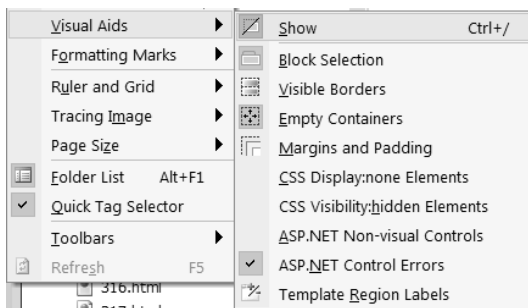 Visual Aids
Formatting Marks
Ruler and Grid
Tracing Image
Page Size
Folder List Alt+F1
Quick Tag Selector
Toolbars
Refresh F5
316.html
Show Ctrl+/
Block Selection
Visible Borders
Empty Containers
Margins and Padding
CSS Display:none Elements
CSS Visibility:hidden Elements
ASP.NET Non-visual Controls
ASP.NET Control Errors
Template Region Labels